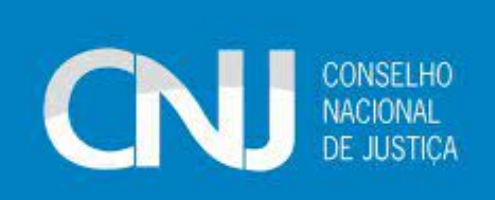 CNJ
CONSELHO
NACIONAL
DE JUSTIÇA